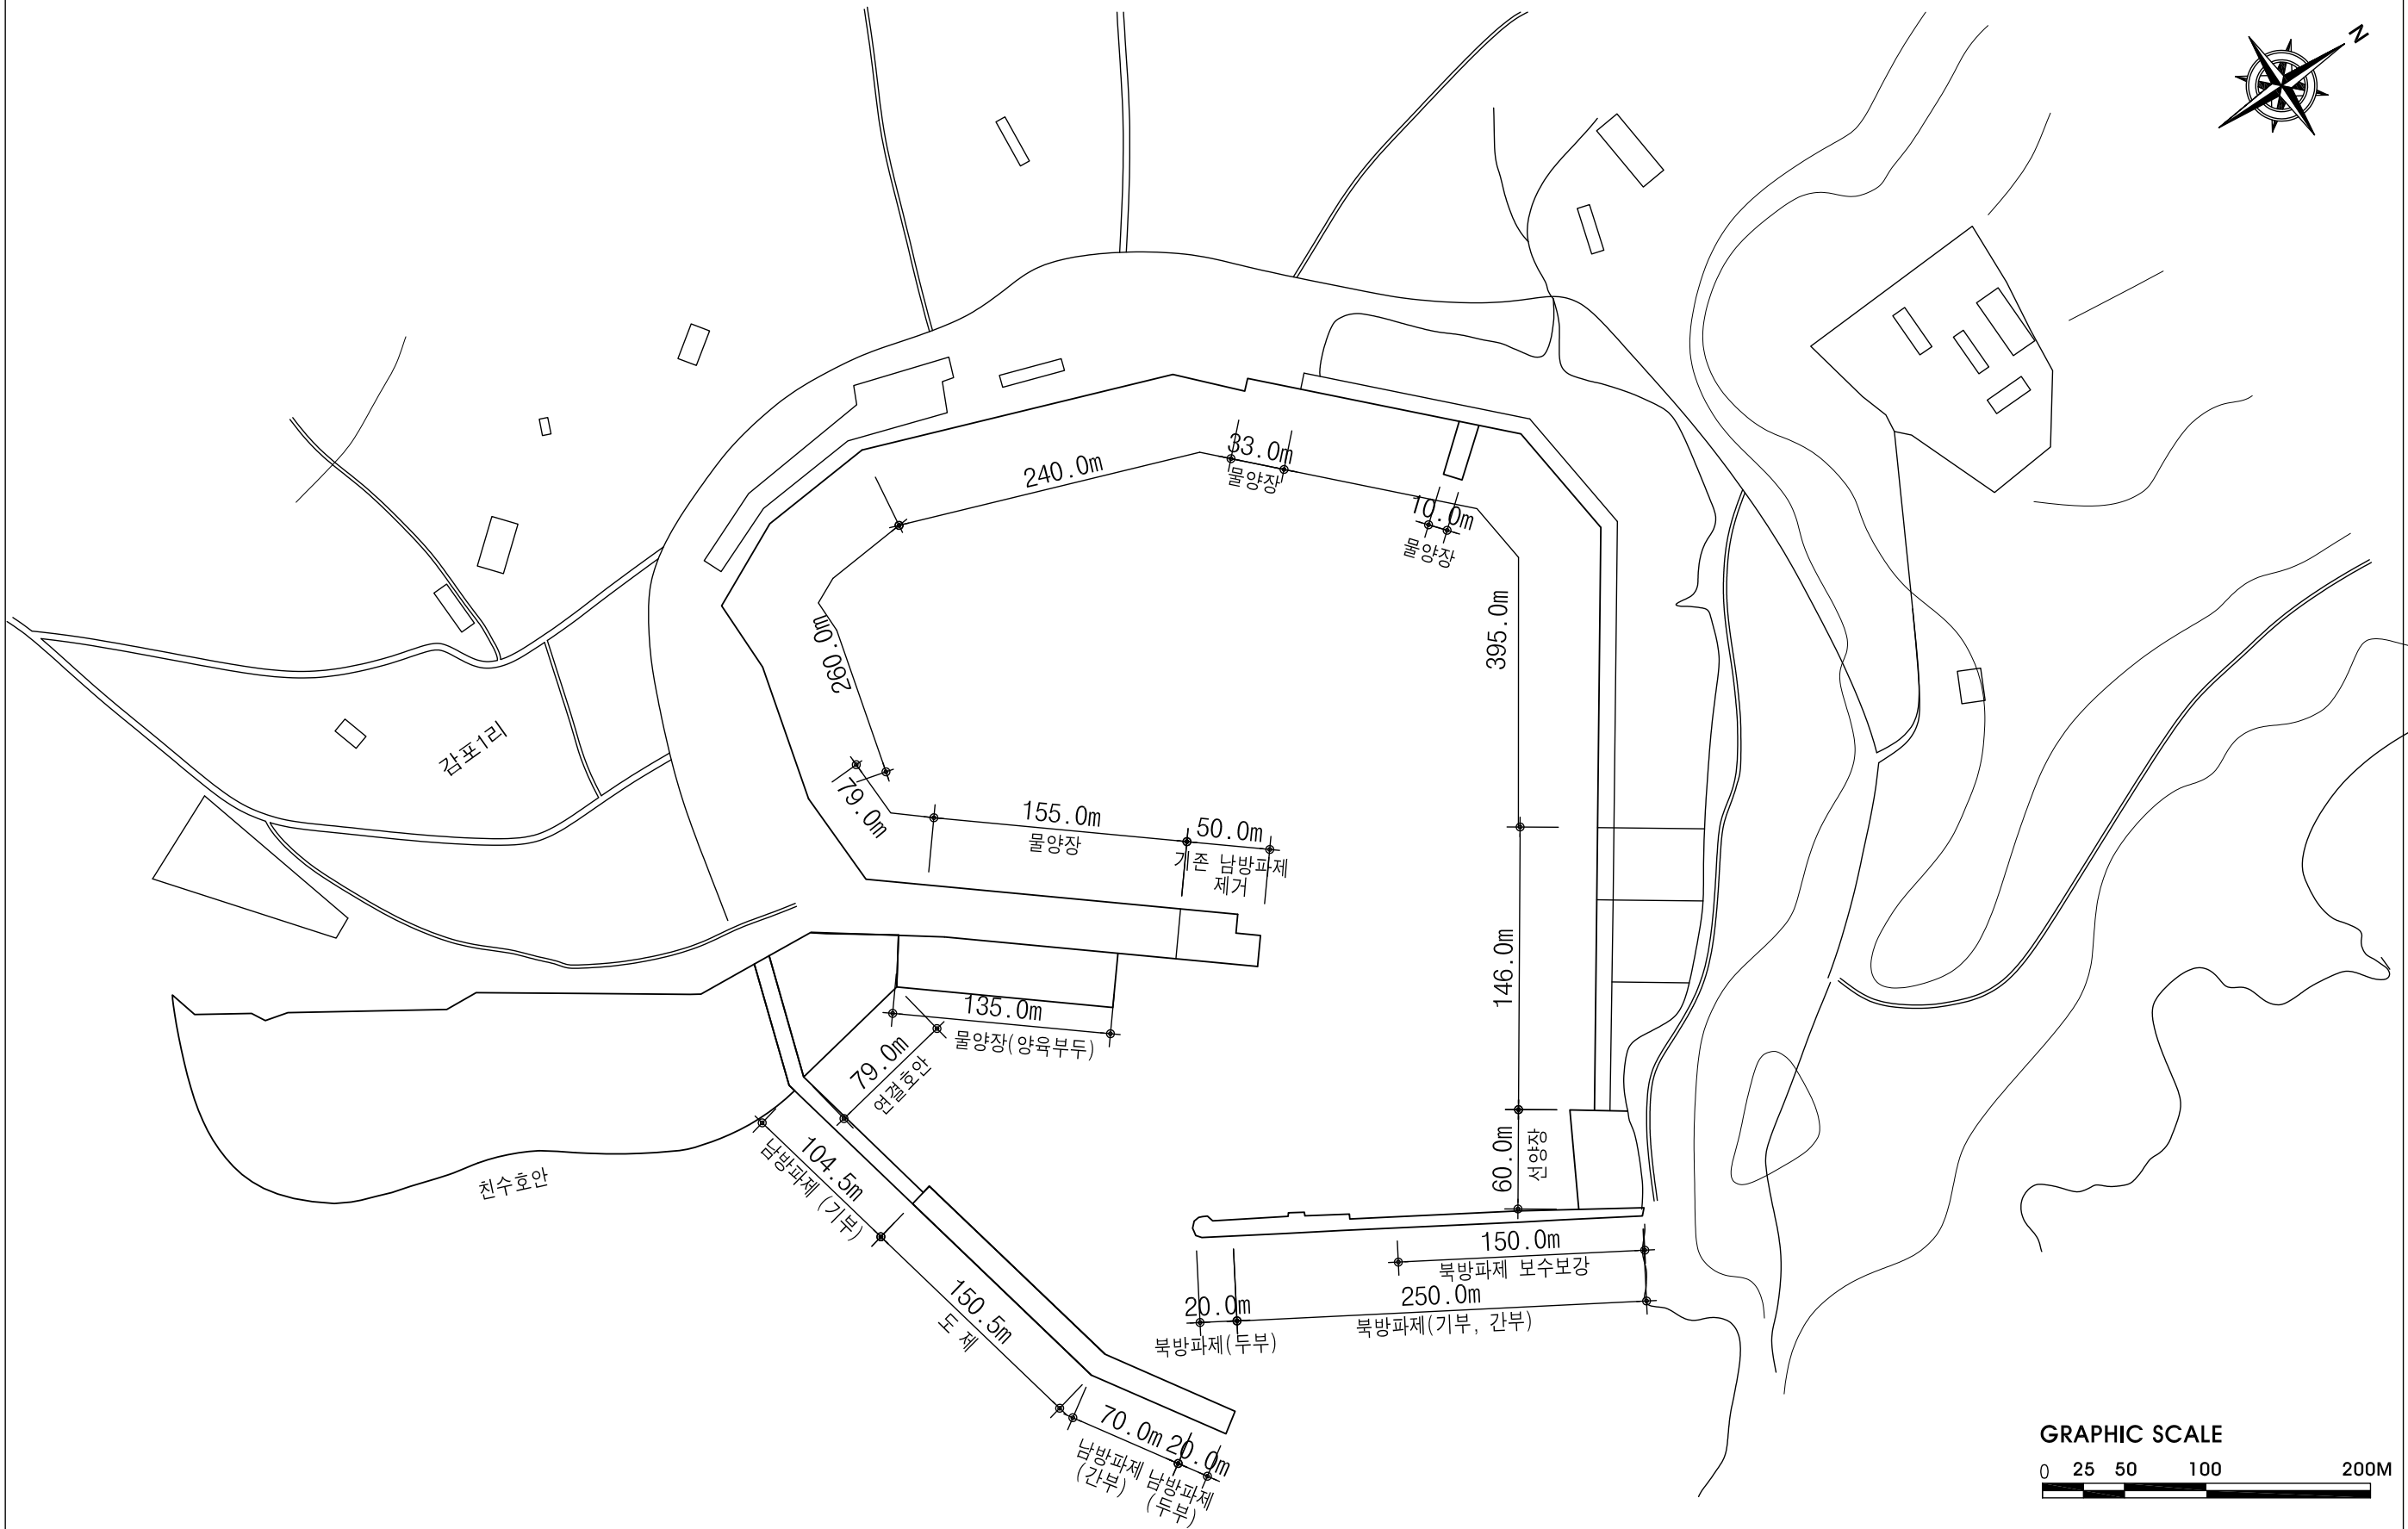 N
240.0m
33.0m
물양장
10.0m
물양장
260.0m
395.0m
감포1리
79.0m
155.0m
물양장
50.0m
기존 남방파제
제거
146.0m
135.0m
물양장(양육부두)
79.0m
연결호안
60.0m
선양장
친수호안
104.5m
남방파제 (기부)
150.0m
북방파제 보수보강
250.0m
북방파제(기부, 간부)
20.0m
북방파제(두부)
150.5m
도 제
70.0m
남방파제
(간부)
20.0m
남방파제
(두부)
GRAPHIC SCALE
0 25 50 100 200M